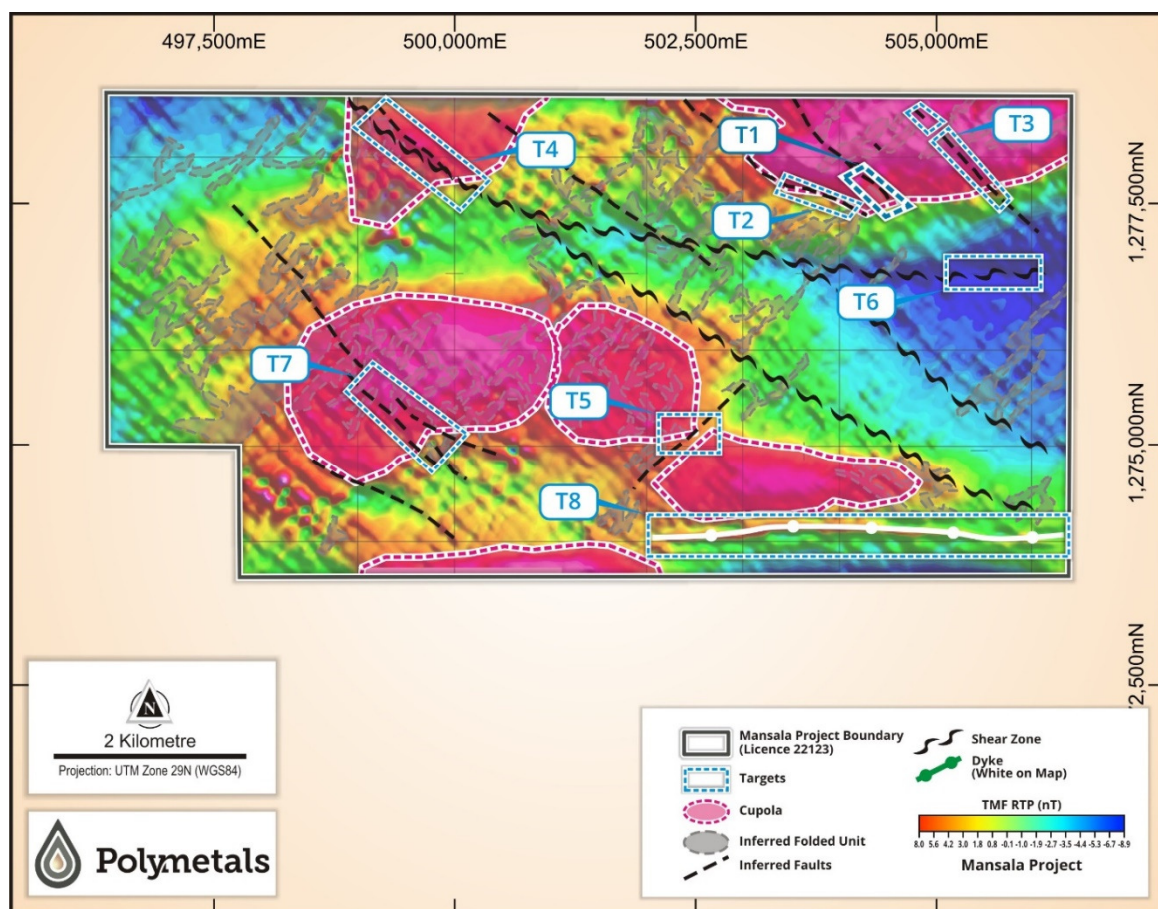 497,500mE
500,000mE
502,500mE
505,000mE
T1
T3
T4
T2
1,277,500mN
T6
T7
T5
1,275,000mN
T8
N
2 Kilometre
Projection: UTM Zone 29N (WGS84)
Polymetals
72,500mN
Mansala Project Boundary
(Licence 22123)
Targets
Cupola
Inferred Folded Unit
Inferred Faults
Shear Zone
Dyke
(White on Map)
TMF RTP (nT)
8.0 5.6 4.2 3.0 1.8 0.8 -0.1 -1.0 -1.9 -2.7 -3.5 -4.4 -5.3 -6.7 -8.9
Mansala Project